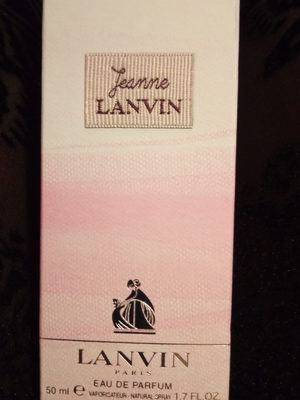 Jeanne
LANVIN
LANVIN
PARIS
EAU DE PARFUM
50 ml e VAPORISATEUR - NATURAL SPRAY 1.7 FL.OZ.